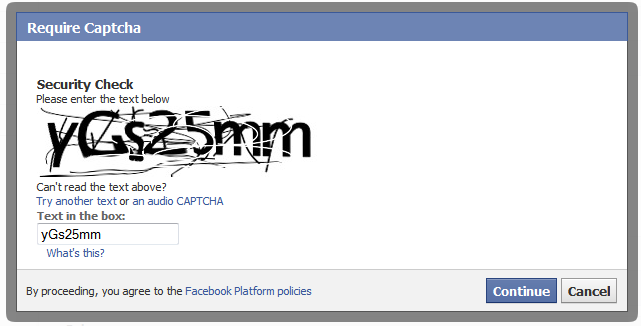 Require Captcha
Security Check
Please enter the text below
yGs25mm
Can't read the text above?
Try another text or an audio CAPTCHA
Text in the box:
yGs25mm
What's this?
By proceeding, you agree to the Facebook Platform policies
Continue Cancel